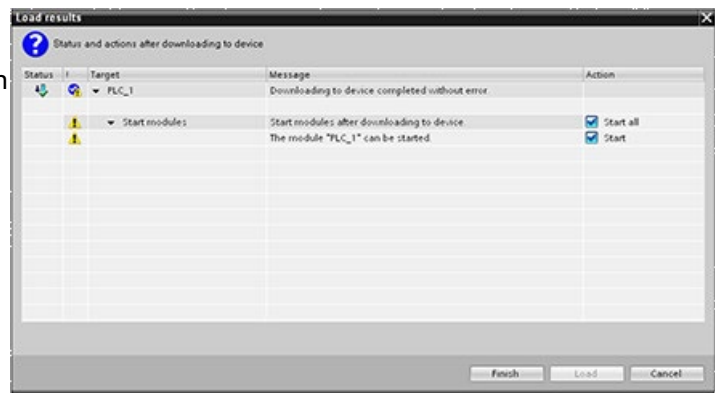 Load results
Status and actions after downloading to device
Status ! Target Message Action
PLC_1 Downloading to device completed without error.
Start modules Start modules after downloading to device. Start all
The module "PLC_1" can be started. Start
Finish Load Cancel